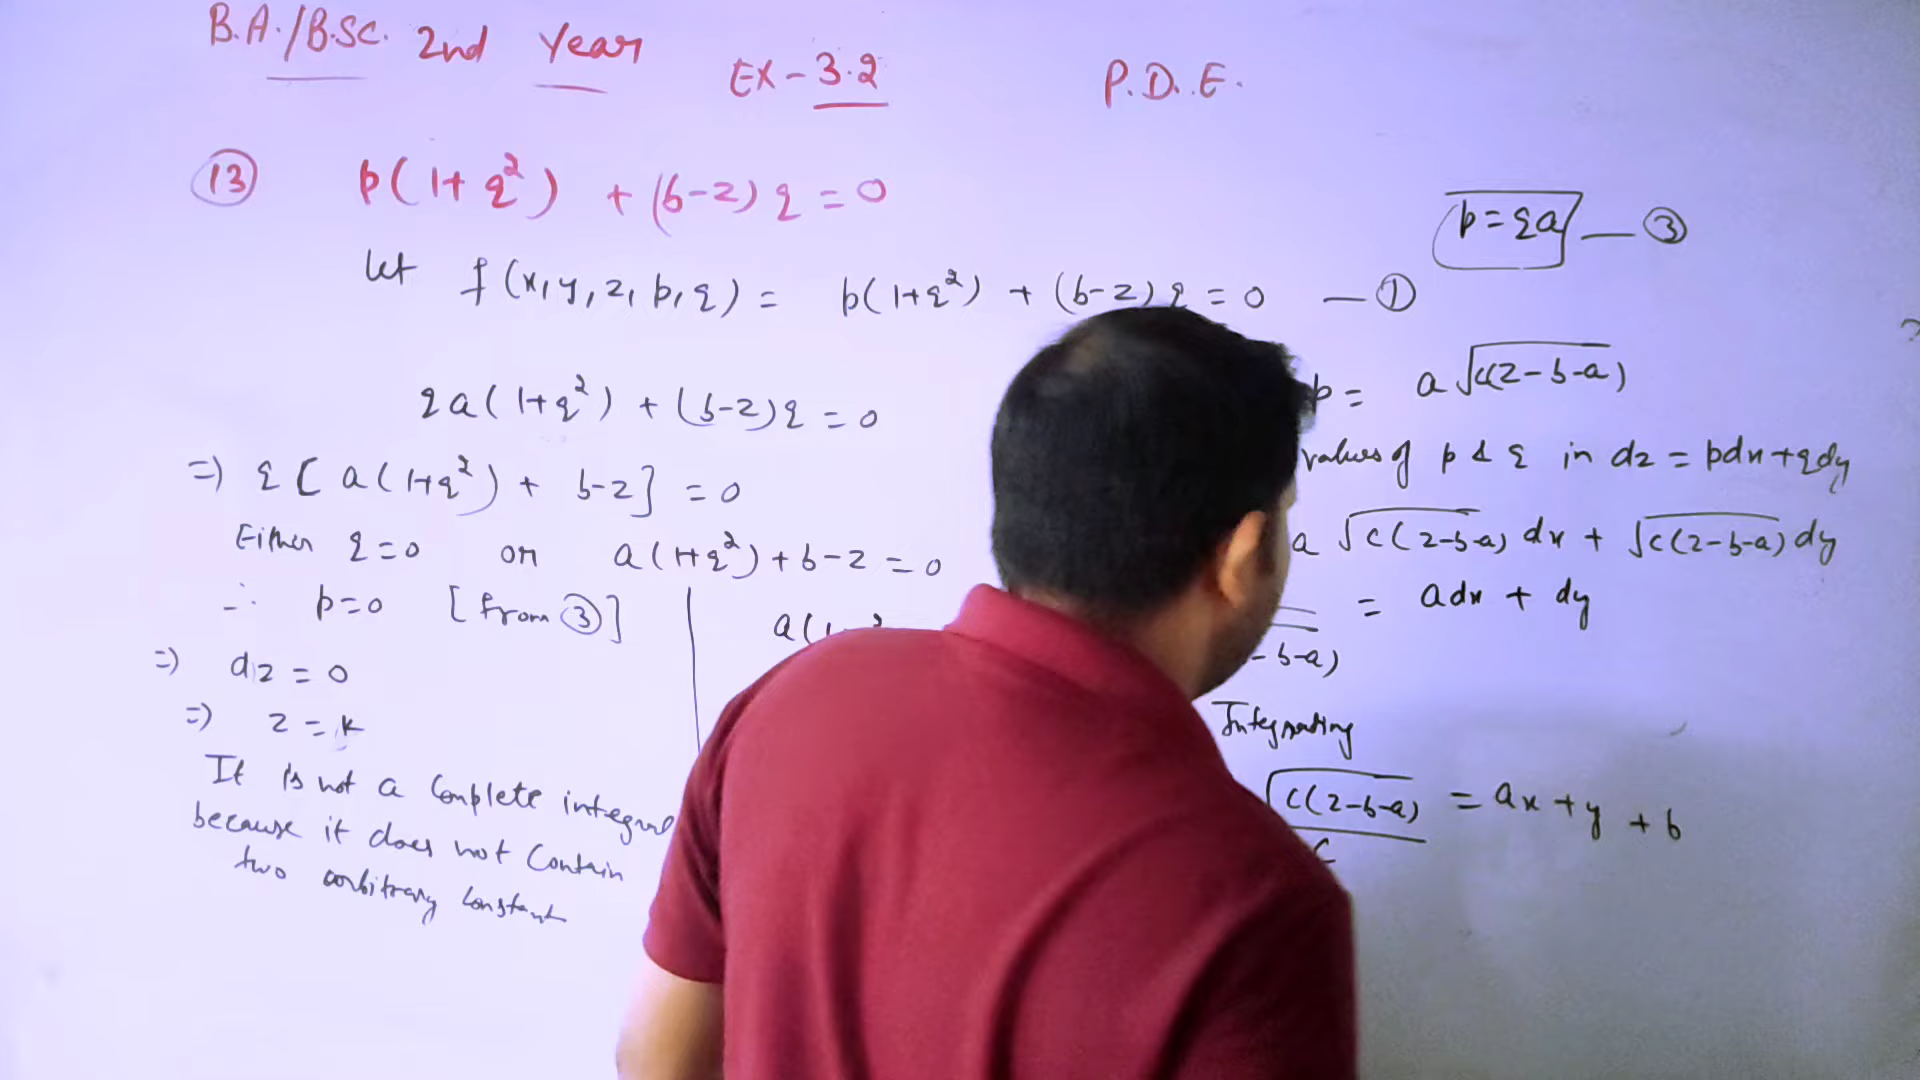 B.A./B.Sc. 2nd Year
EX-3.2
P.D.E.
(13) p(1+q²) + (b-z)q = 0
p = qa — (3)
let f(x,y,z,p,q) = p(1+q²) + (b-z)q = 0 — (1)
qa(1+q²) + (b-z)q = 0
=) q[a(1+q²) + b-z] = 0
Either q=0 or a(1+q²)+b-z = 0
∴ p=0 [from (3)]
=) dz = 0
=) z = k
It is not a Complete integral
because it does not Contain
two arbitrary Constant
a(1
p = a√c(z-b-a)
values of p & q in dz = pdx+qdy
a √c(z-b-a) dx + √c(z-b-a) dy
= adx + dy
-b-a)
Integrating
√c(z-b-a) = ax+y+b
c